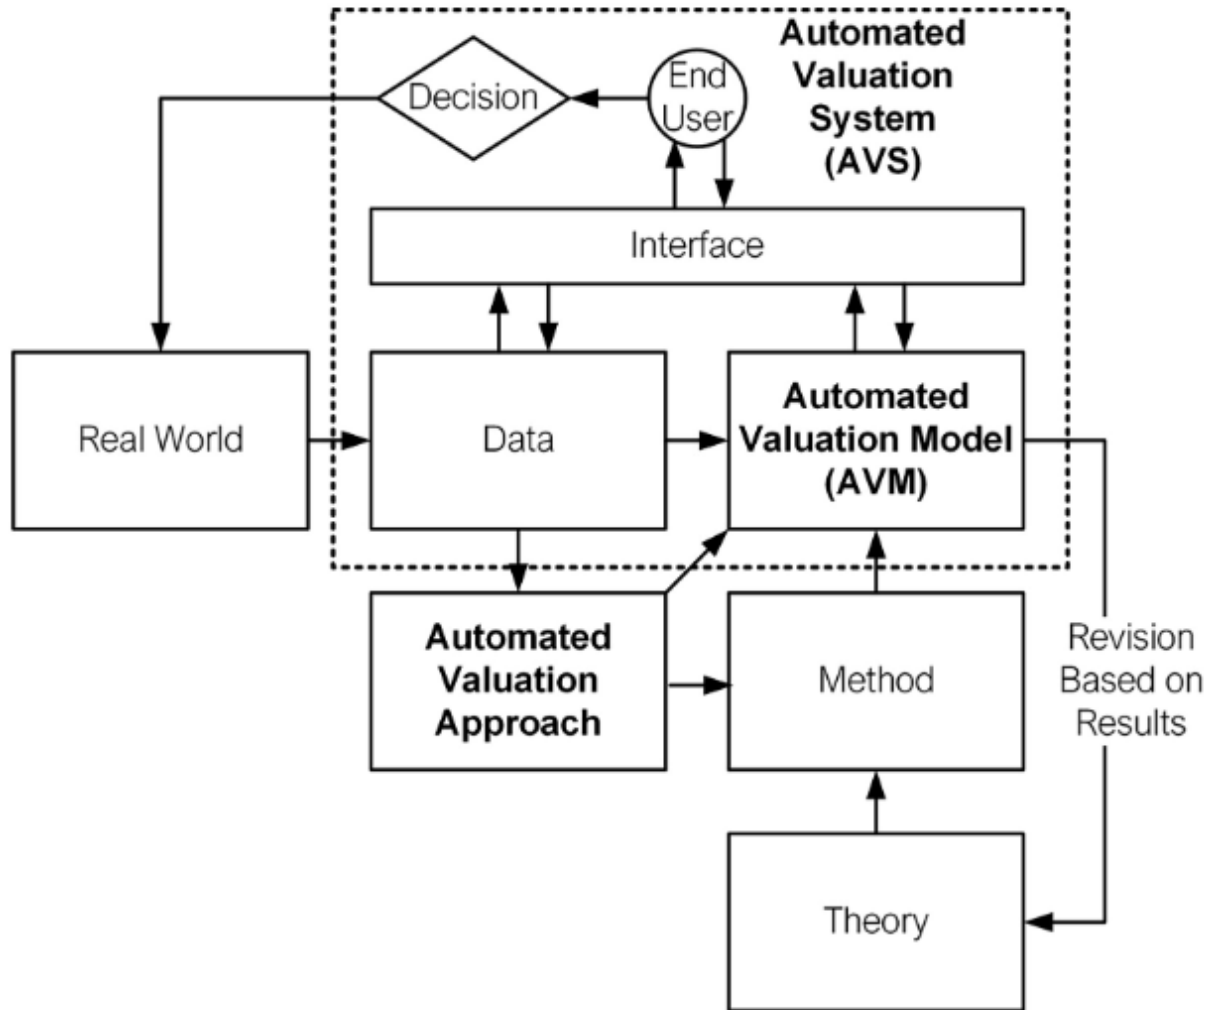 Automated
Valuation
System
(AVS)
Decision
End
User
Interface
Real World
Data
Automated
Valuation Model
(AVM)
Automated
Valuation
Approach
Method
Revision
Based on
Results
Theory